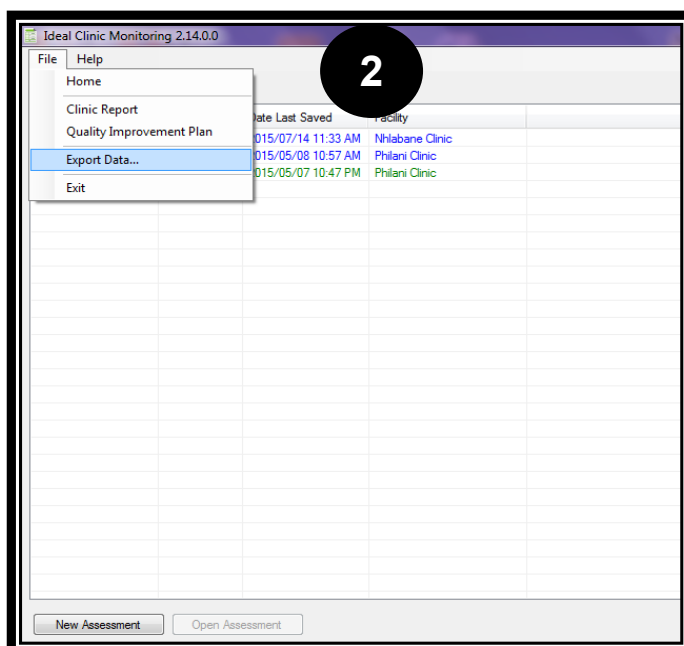 Ideal Clinic Monitoring 2.14.0.0
File Help
2
Home
Clinic Report
Quality Improvement Plan
Export Data...
Exit
Date Last Saved Facility
2015/07/14 11:33 AM Nhlabane Clinic
2015/05/08 10:57 AM Philani Clinic
2015/05/07 10:47 PM Philani Clinic
New Assessment Open Assessment